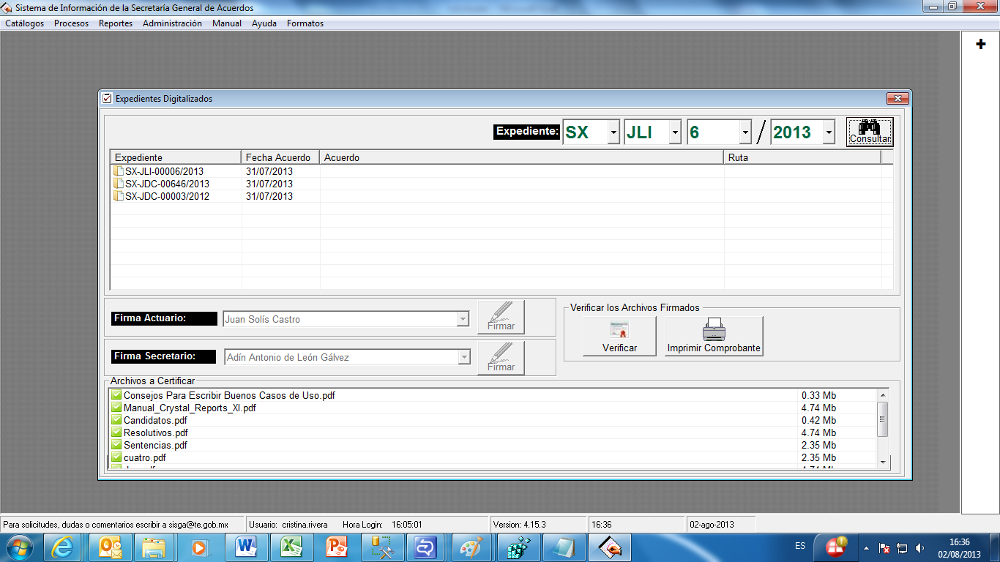 Sistema de Información de la Secretaría General de Acuerdos
Catálogos Procesos Reportes Administración Manual Ayuda Formatos
Expedientes Digitalizados
Expediente: SX JLI 6 / 2013 Consultar
Expediente Fecha Acuerdo Acuerdo Ruta
SX-JLI-00006/2013 31/07/2013
SX-JDC-00646/2013 31/07/2013
SX-JDC-00003/2012 31/07/2013
Firma Actuario: Juan Solís Castro Firmar
Firma Secretario: Adín Antonio de León Gálvez Firmar
Verificar los Archivos Firmados
Verificar Imprimir Comprobante
Archivos a Certificar
Consejos Para Escribir Buenos Casos de Uso.pdf 0.33 Mb
Manual_Crystal_Reports_XI.pdf 4.74 Mb
Candidatos.pdf 0.42 Mb
Resolutivos.pdf 4.74 Mb
Sentencias.pdf 2.35 Mb
cuatro.pdf 2.35 Mb
Para solicitudes, dudas o comentarios escribir a sisga@te.gob.mx Usuario: cristina.rivera Hora Login: 16:05:01 Version: 4.15.3 16:36 02-ago-2013
ES 16:36
02/08/2013